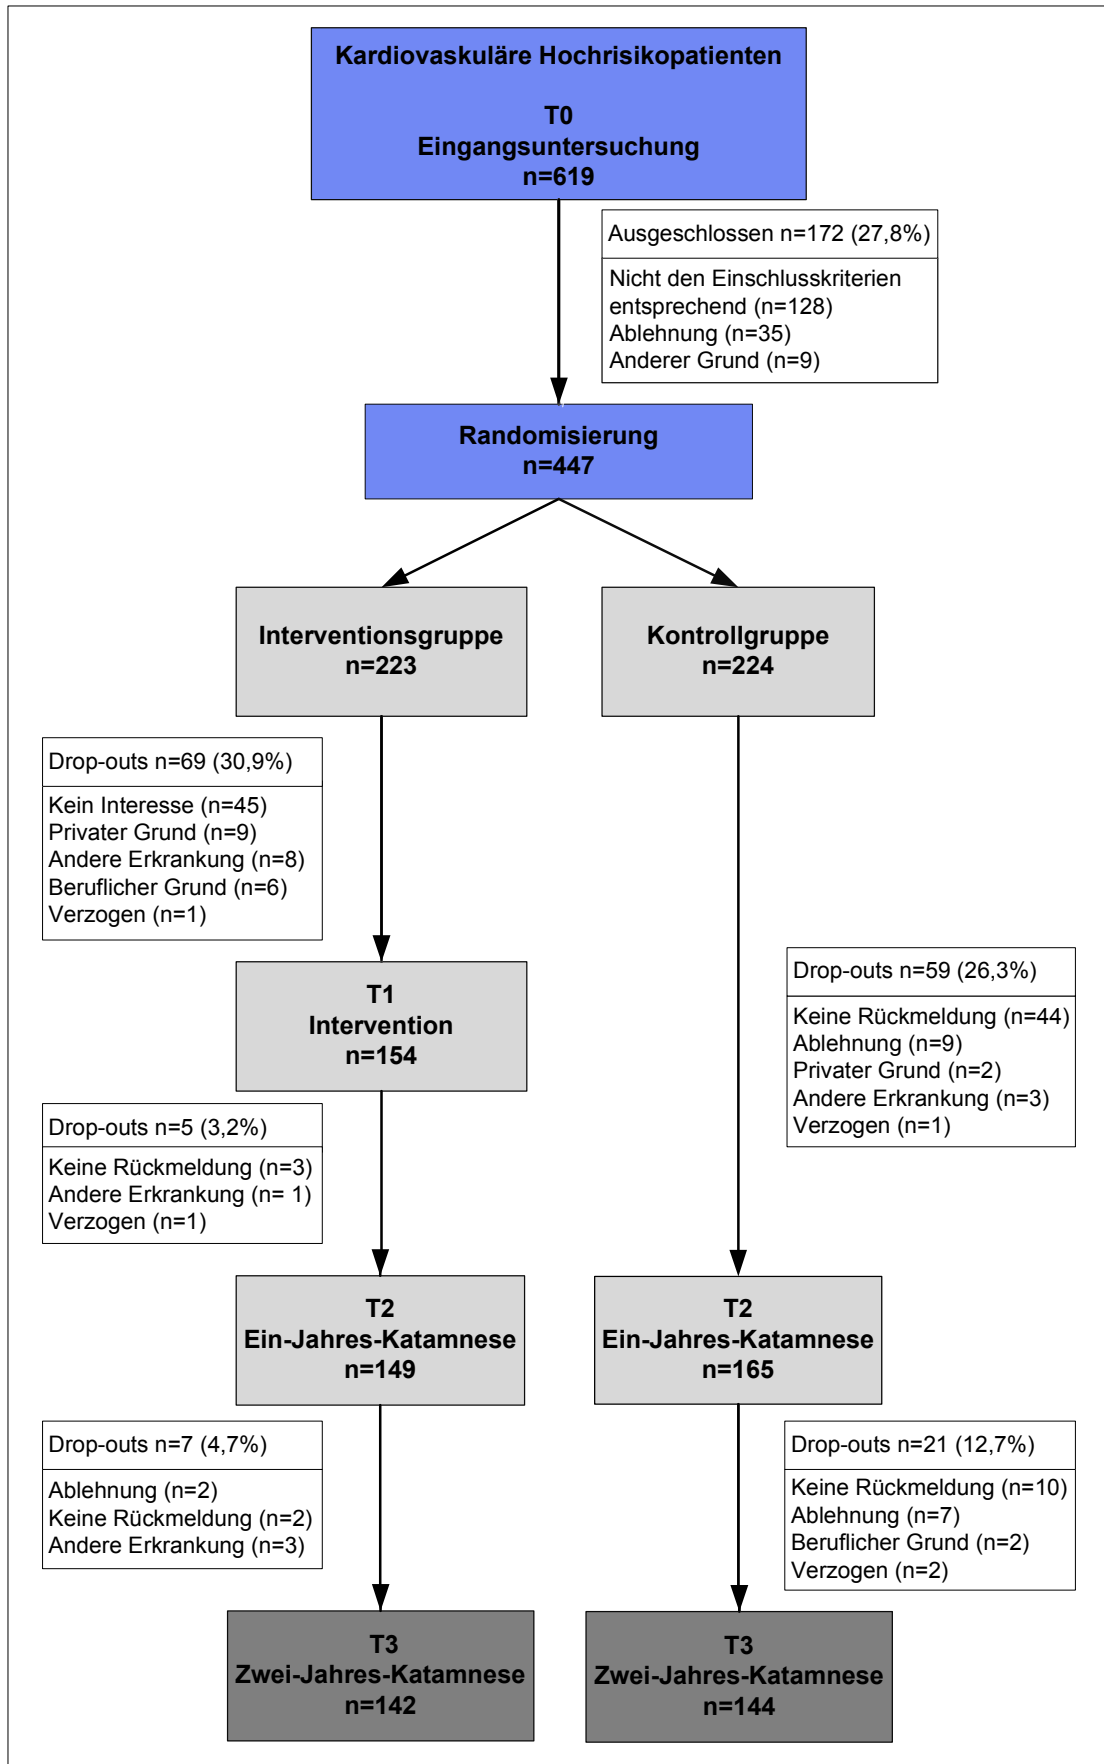 Kardiovaskuläre Hochrisikopatienten
T0
Eingangsuntersuchung
n=619
Ausgeschlossen n=172 (27,8%)
Nicht den Einschlusskriterien
entsprechend (n=128)
Ablehnung (n=35)
Anderer Grund (n=9)
Randomisierung
n=447
Interventionsgruppe
n=223
Kontrollgruppe
n=224
Drop-outs n=69 (30,9%)
Kein Interesse (n=45)
Privater Grund (n=9)
Andere Erkrankung (n=8)
Beruflicher Grund (n=6)
Verzogen (n=1)
T1
Intervention
n=154
Drop-outs n=59 (26,3%)
Keine Rückmeldung (n=44)
Ablehnung (n=9)
Privater Grund (n=2)
Andere Erkrankung (n=3)
Verzogen (n=1)
Drop-outs n=5 (3,2%)
Keine Rückmeldung (n=3)
Andere Erkrankung (n= 1)
Verzogen (n=1)
T2
Ein-Jahres-Katamnese
n=149
T2
Ein-Jahres-Katamnese
n=165
Drop-outs n=7 (4,7%)
Ablehnung (n=2)
Keine Rückmeldung (n=2)
Andere Erkrankung (n=3)
Drop-outs n=21 (12,7%)
Keine Rückmeldung (n=10)
Ablehnung (n=7)
Beruflicher Grund (n=2)
Verzogen (n=2)
T3
Zwei-Jahres-Katamnese
n=142
T3
Zwei-Jahres-Katamnese
n=144